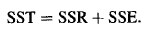 SST = SSR + SSE.